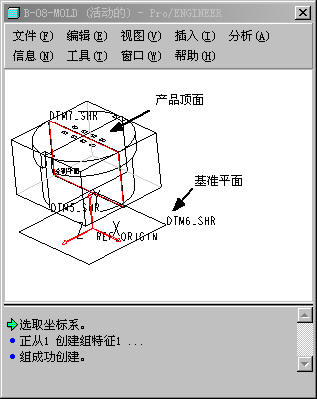 B-08-MOLD (活动的) - Pro/ENGINEER
文件(F) 编辑(E) 视图(V) 插入(I) 分析(A)
信息(N) 工具(T) 窗口(W) 帮助(H)
产品顶面
DTM7_SHR
基准平面
DTM5_SHR
DTM6_SHR
Z
X
REF_ORIGIN
选取坐标系。
正从1 创建组特征1 ...
组成功创建。